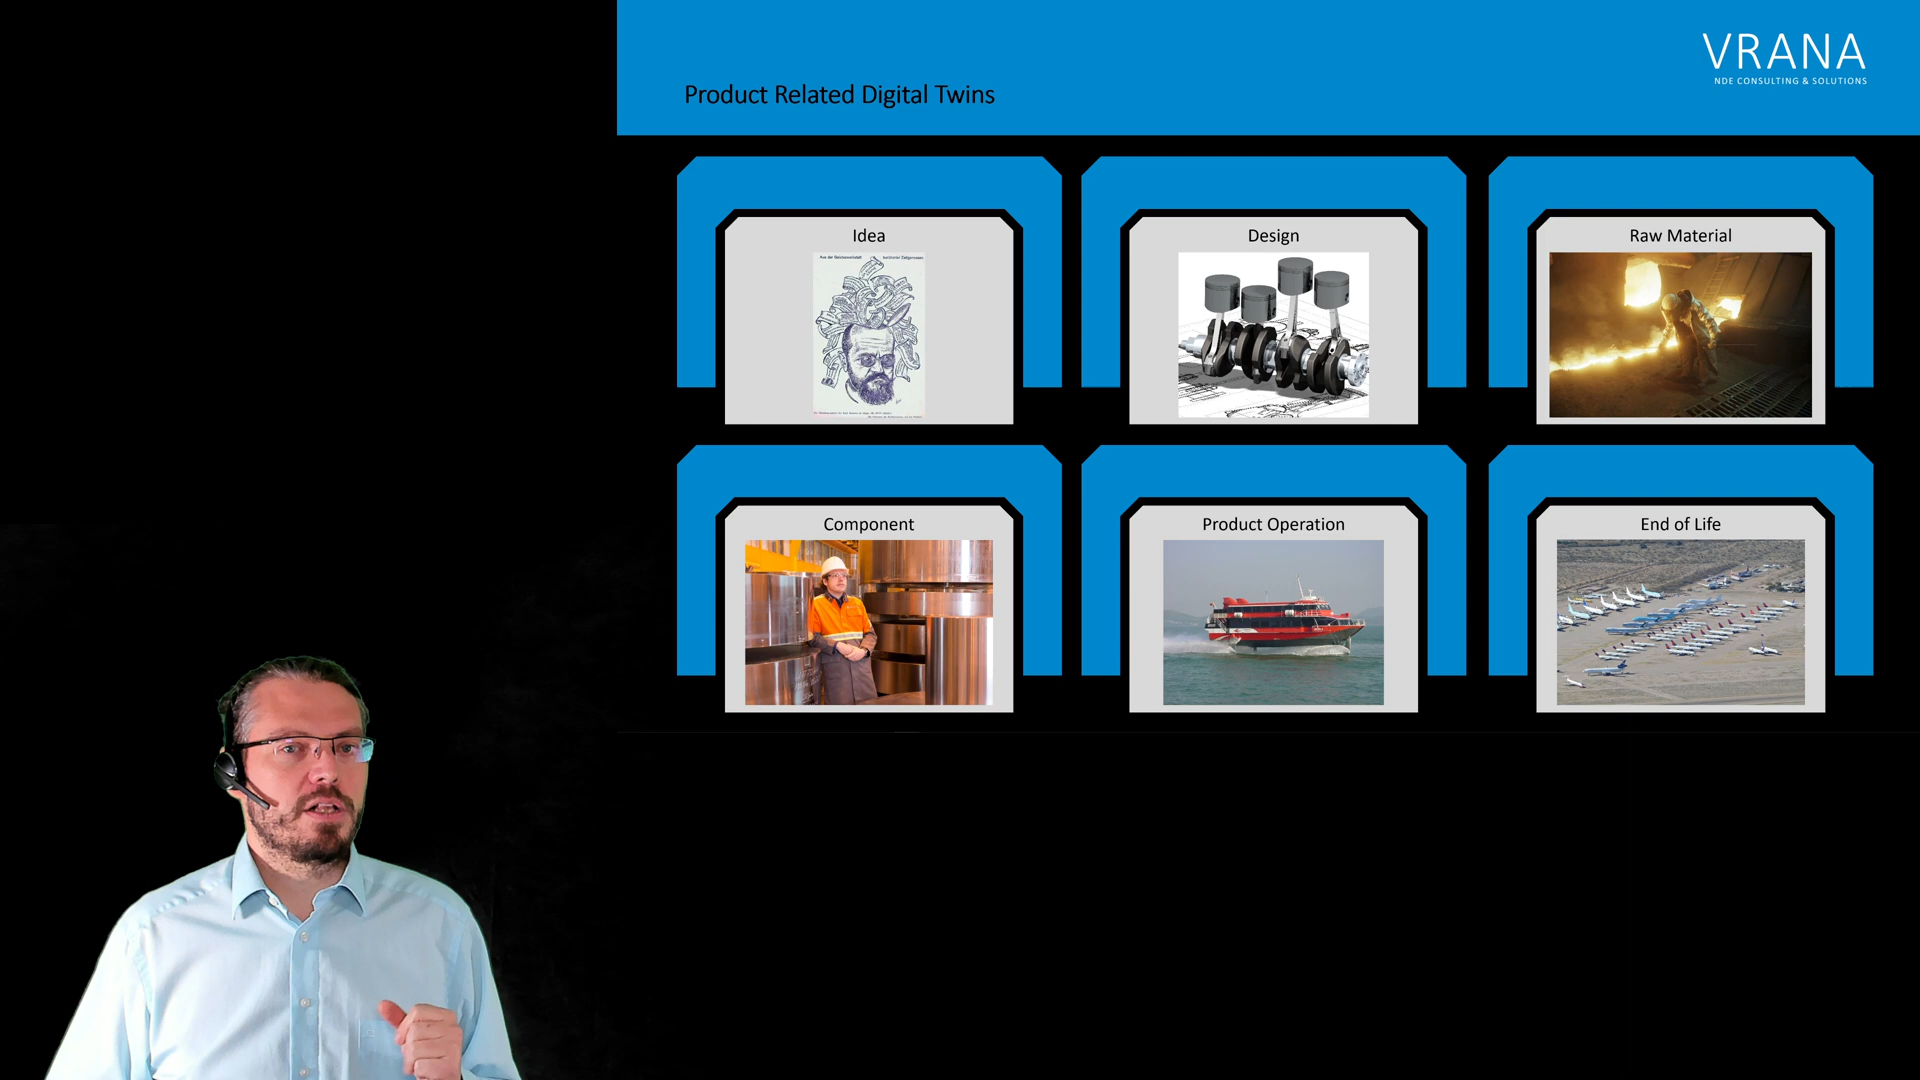 VRANA
NDE CONSULTING & SOLUTIONS
Product Related Digital Twins
Idea
Design
Raw Material
Component
Product Operation
End of Life